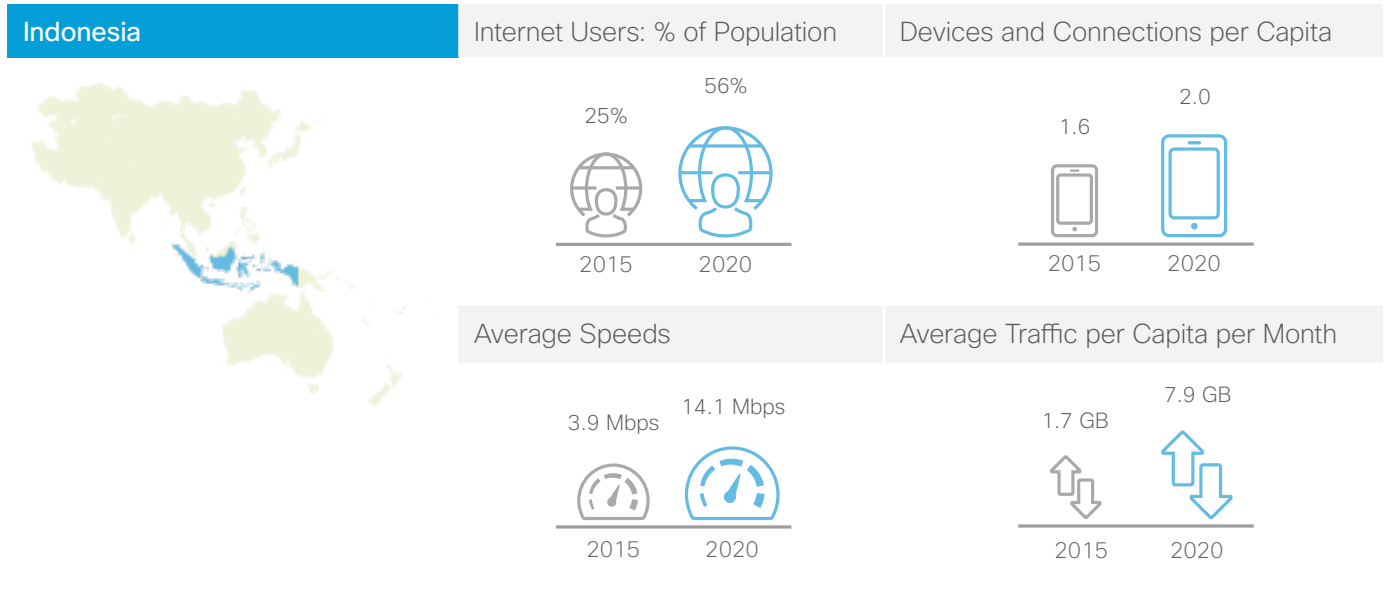 Indonesia
Internet Users: % of Population
Devices and Connections per Capita
25%
56%
2015
2020
1.6
2.0
2015
2020
Average Speeds
Average Traffic per Capita per Month
3.9 Mbps
14.1 Mbps
2015
2020
1.7 GB
7.9 GB
2015
2020